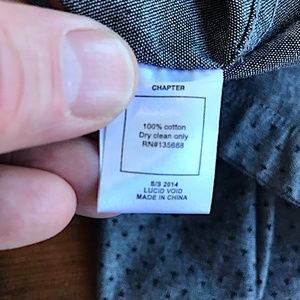 CHAPTER
100% cotton
Dry clean only
RN#135668
S/S 2014
LUCID VOID
MADE IN CHINA